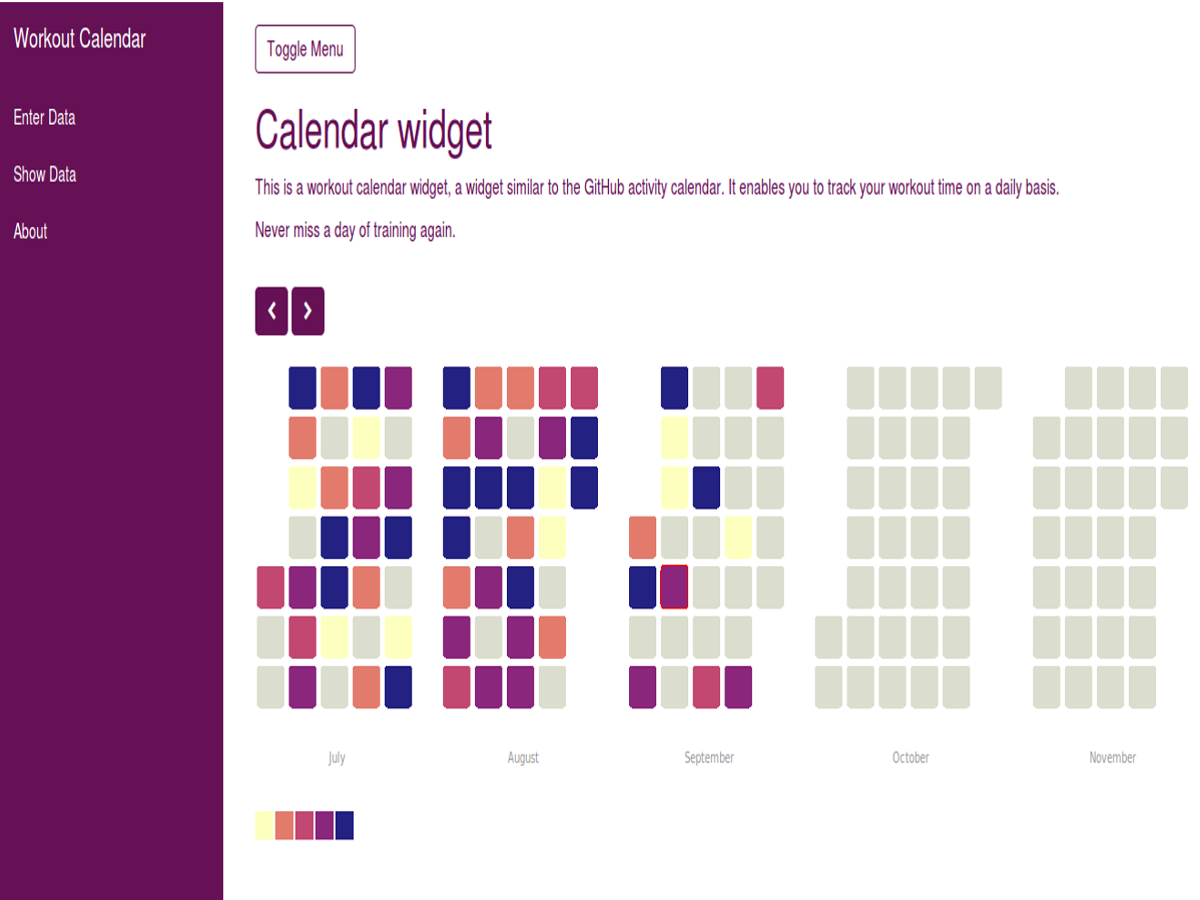 Workout Calendar
Enter Data
Show Data
About
Toggle Menu
Calendar widget
This is a workout calendar widget, a widget similar to the GitHub activity calendar. It enables you to track your workout time on a daily basis.
Never miss a day of training again.
July August September October November